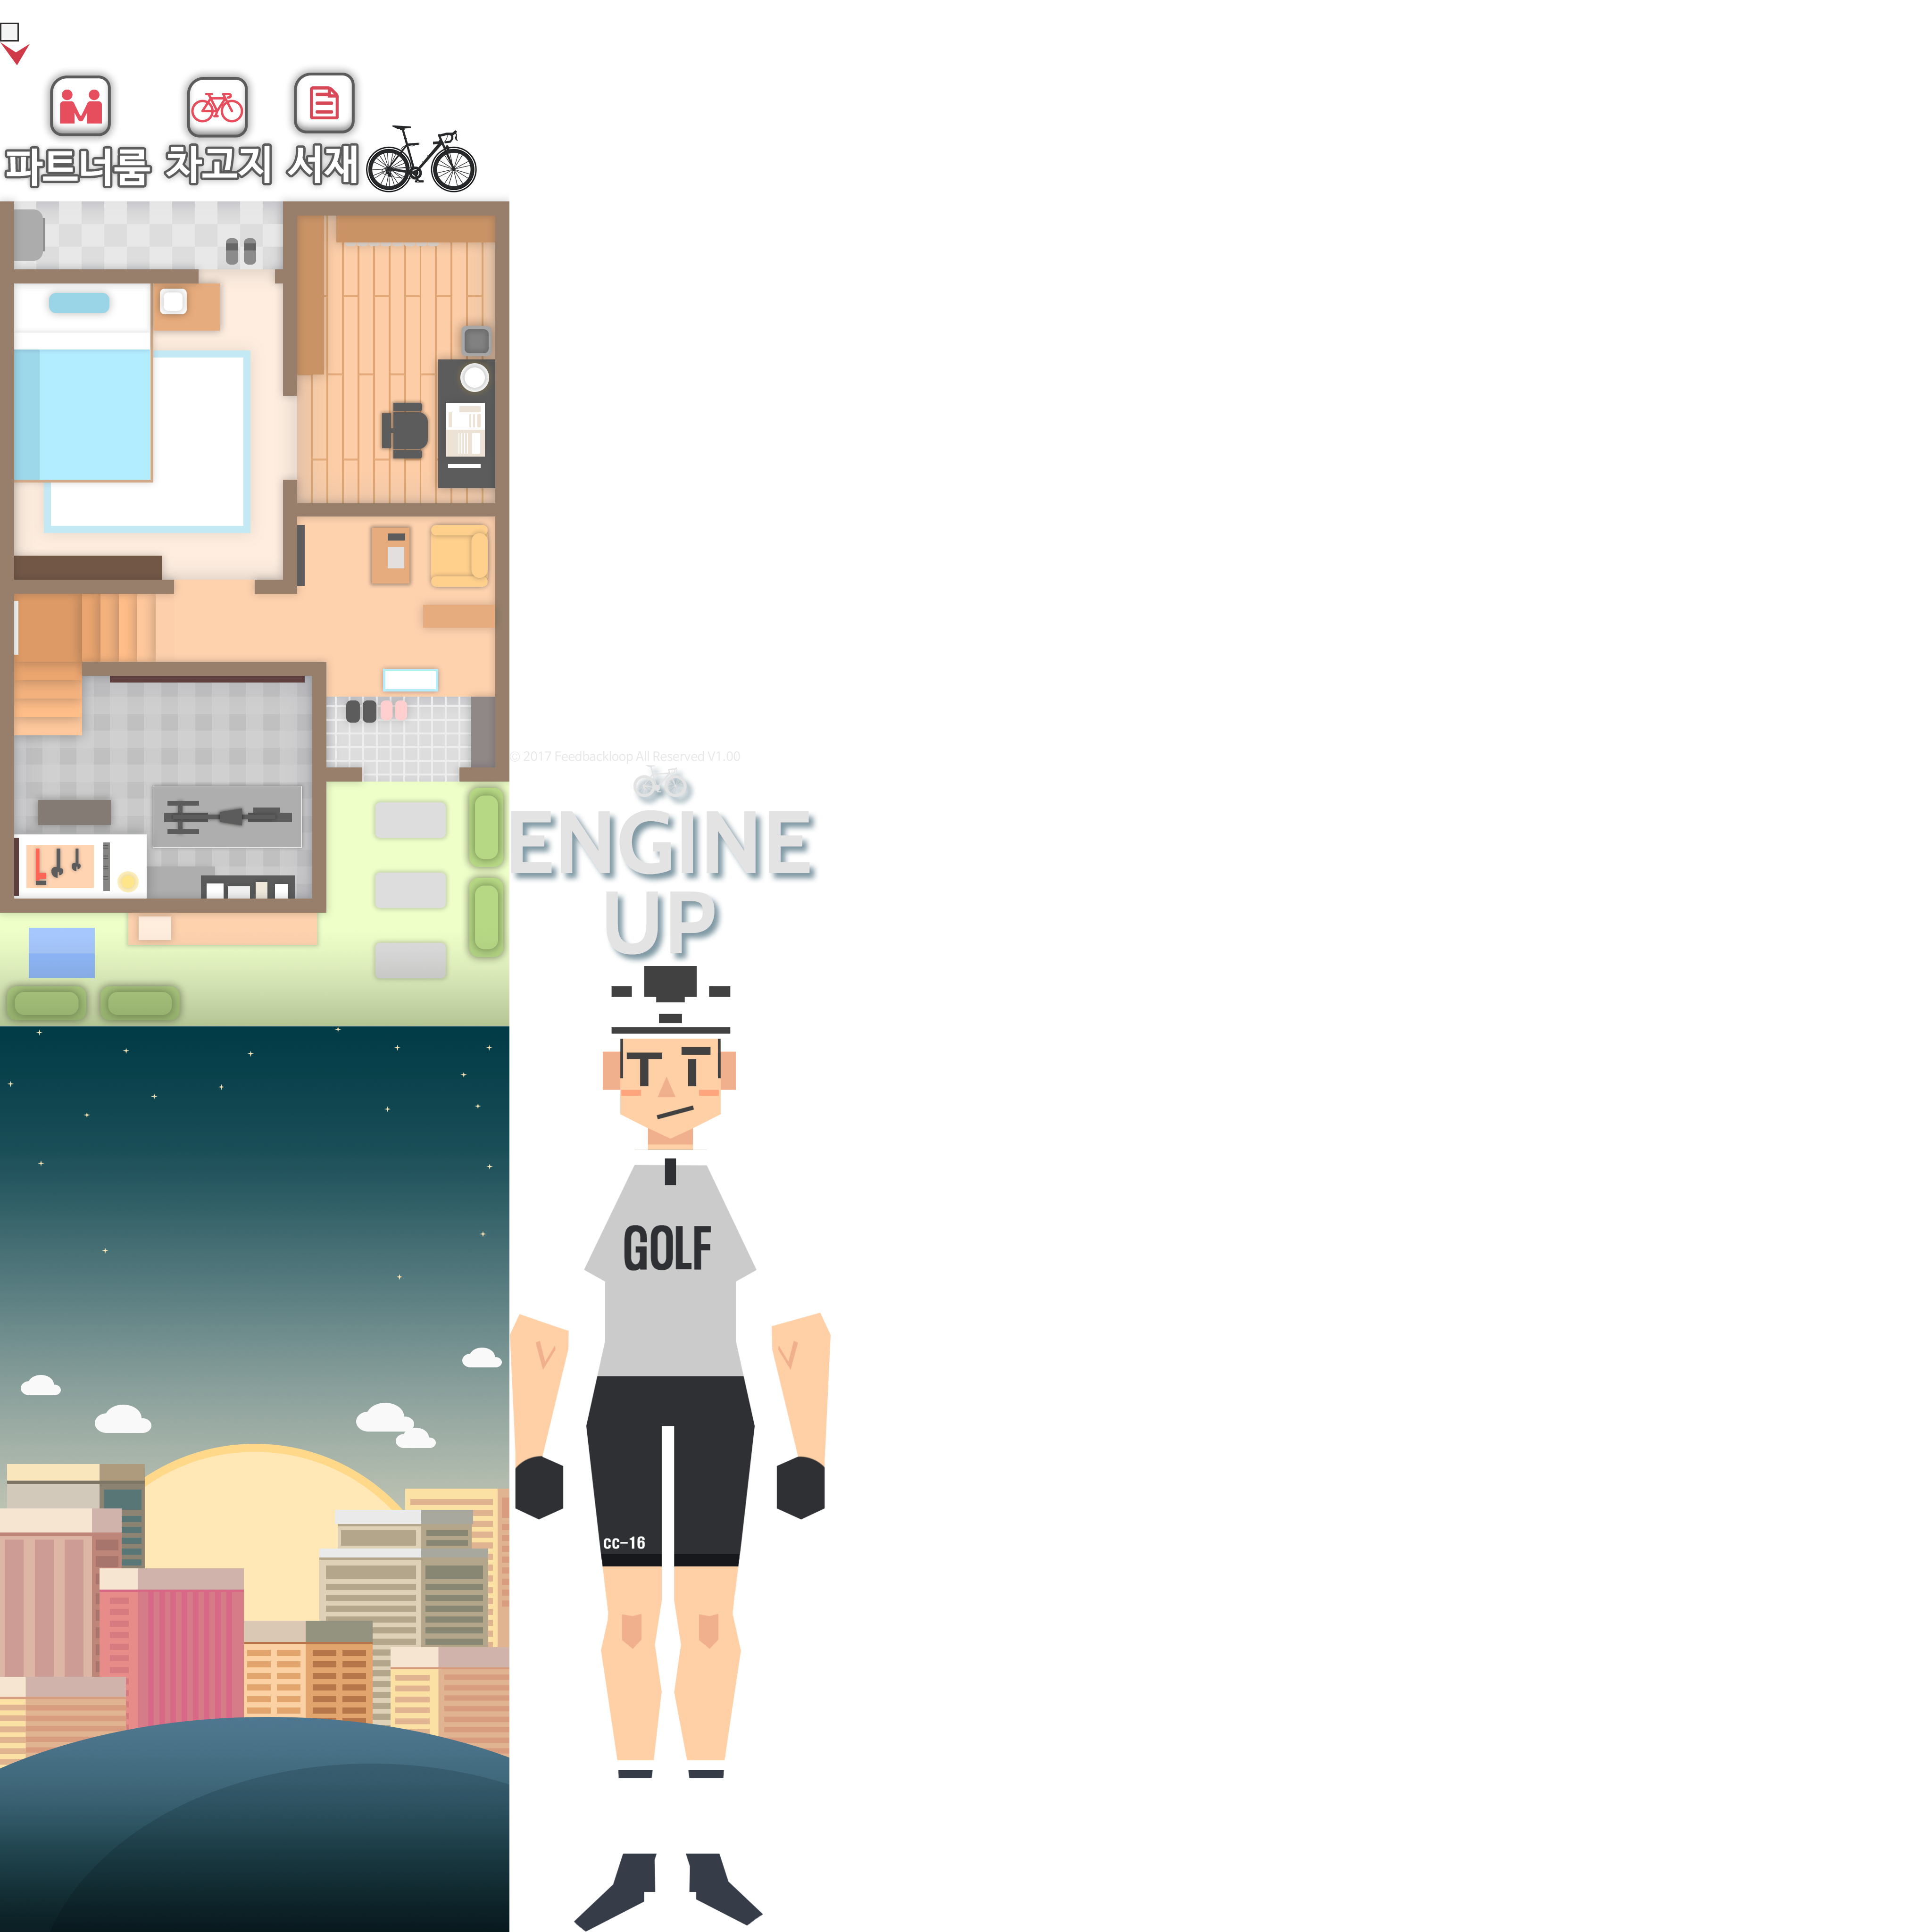 파트너룸 차고지 서재
© 2017 Feedbackloop All Reserved V1.00
ENGINE
UP
GOLF
cc-16